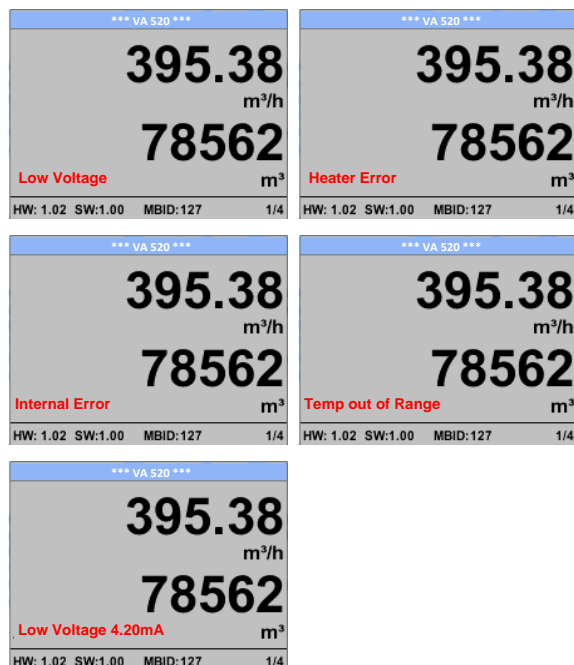 *** VA 520 ***
395.38
m³/h
78562
Low Voltage
m³
HW: 1.02 SW:1.00 MBID:127 1/4
*** VA 520 ***
395.38
m³/h
78562
Heater Error
m³
HW: 1.02 SW:1.00 MBID:127 1/4
*** VA 520 ***
395.38
m³/h
78562
Internal Error
m³
HW: 1.02 SW:1.00 MBID:127 1/4
*** VA 520 ***
395.38
m³/h
78562
Temp out of Range
m³
HW: 1.02 SW:1.00 MBID:127 1/4
*** VA 520 ***
395.38
m³/h
78562
Low Voltage 4.20mA
m³
HW: 1.02 SW:1.00 MBID:127 1/4